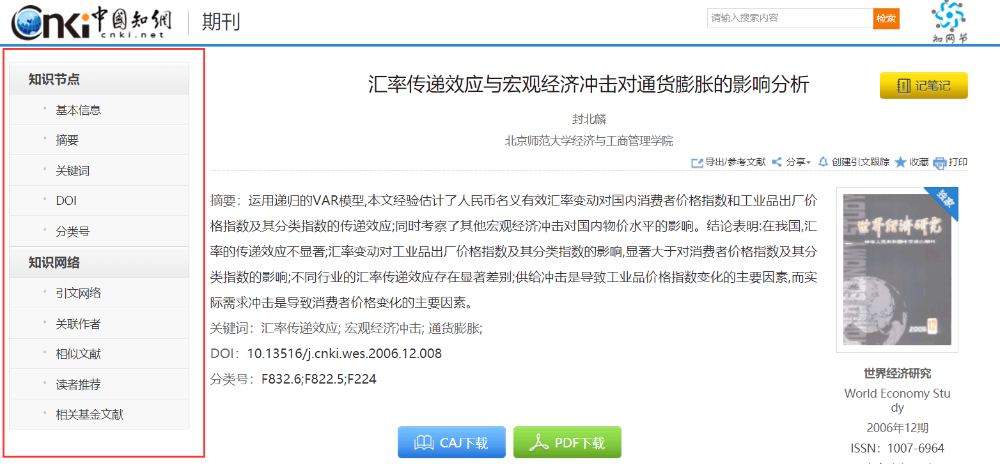 Cnki中国知網
cnki.net
期刊
请输入搜索内容
检索
知网节
知识节点
基本信息
摘要
关键词
DOI
分类号
知识网络
引文网络
关联作者
相似文献
读者推荐
相关基金文献
汇率传递效应与宏观经济冲击对通货膨胀的影响分析
记笔记
封北麟
北京师范大学经济与工商管理学院
导出/参考文献 分享 创建引文跟踪 收藏 打印
摘要：运用递归的VAR模型,本文经验估计了人民币名义有效汇率变动对国内消费者价格指数和工业品出厂价
格指数及其分类指数的传递效应;同时考察了其他宏观经济冲击对国内物价水平的影响。结论表明:在我国,汇
率的传递效应不显著;汇率变动对工业品出厂价格指数及其分类指数的影响,显著大于对消费者价格指数及其分
类指数的影响;不同行业的汇率传递效应存在显著差别;供给冲击是导致工业品价格指数变化的主要因素,而实
际需求冲击是导致消费者价格变化的主要因素。
关键词：汇率传递效应; 宏观经济冲击; 通货膨胀;
DOI：10.13516/j.cnki.wes.2006.12.008
分类号：F832.6;F822.5;F224
CAJ下载
PDF下载
独家
世界经济研究
2006 12
世界经济研究
World Economy Stu
dy
2006年12期
ISSN：1007-6964